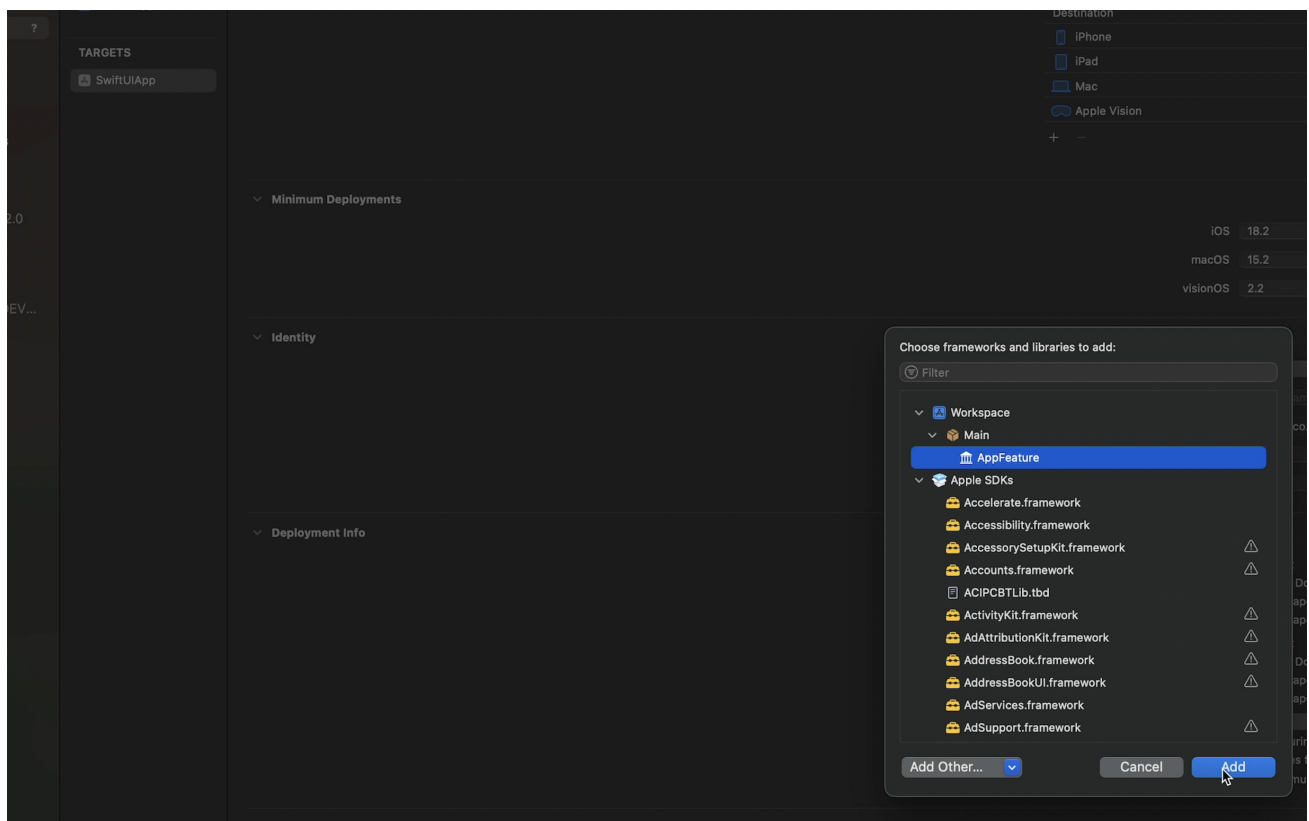 ?
Destination
iPhone
TARGETS
iPad
SwiftUIApp
Mac
Apple Vision
+ −
Minimum Deployments
2.0
iOS 18.2
macOS 15.2
visionOS 2.2
DEV...
Identity
Choose frameworks and libraries to add:
Filter
Workspace
Main
AppFeature
Apple SDKs
Accelerate.framework
Accessibility.framework
Deployment Info
AccessorySetupKit.framework
Accounts.framework
ACIPCBTLib.tbd
ActivityKit.framework
AdAttributionKit.framework
AddressBook.framework
AddressBookUI.framework
AdServices.framework
AdSupport.framework
Add Other...
Cancel
Add